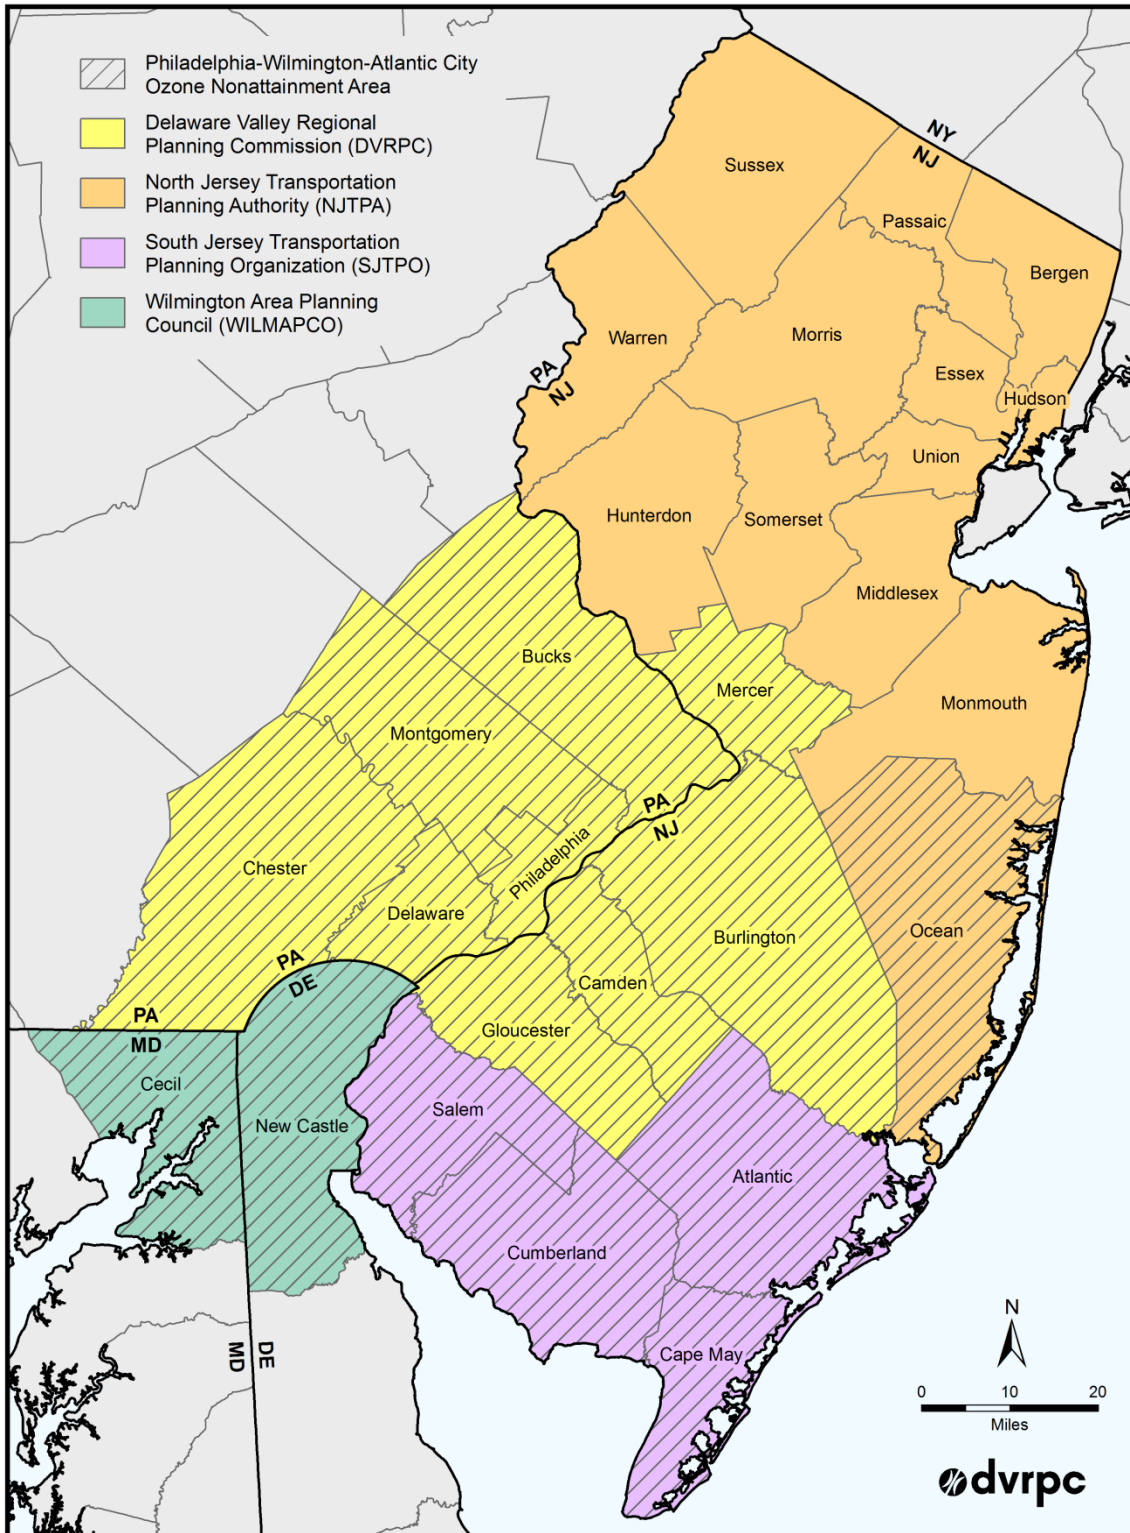 Philadelphia-Wilmington-Atlantic City
Ozone Nonattainment Area
Delaware Valley Regional
Planning Commission (DVRPC)
North Jersey Transportation
Planning Authority (NJTPA)
South Jersey Transportation
Planning Organization (SJTPO)
Wilmington Area Planning
Council (WILMAPCO)
NY
NJ
Sussex
Passaic
Bergen
Warren
Morris
PA
NJ
Essex
Hudson
Union
Hunterdon
Somerset
Middlesex
Bucks
Mercer
Monmouth
Montgomery
PA
NJ
Philadelphia
Chester
Delaware
Ocean
Burlington
PA
DE
Camden
PA
MD
Gloucester
Cecil
New Castle
Salem
Atlantic
Cumberland
MD
DE
Cape May
N
0 10 20
Miles
dvrpc